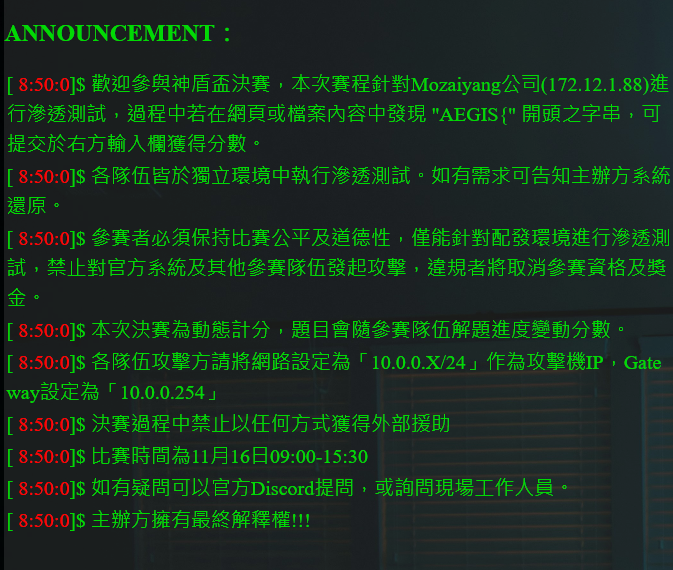 ANNOUNCEMENT：
[ 8:50:0]$ 歡迎參與神盾盃決賽，本次賽程針對Mozaiyang公司(172.12.1.88)進
行滲透測試，過程中若在網頁或檔案內容中發現 "AEGIS{" 開頭之字串，可
提交於右方輸入欄獲得分數。
[ 8:50:0]$ 各隊伍皆於獨立環境中執行滲透測試。如有需求可告知主辦方系統
還原。
[ 8:50:0]$ 參賽者必須保持比賽公平及道德性，僅能針對配發環境進行滲透測
試，禁止對官方系統及其他參賽隊伍發起攻擊，違規者將取消參賽資格及獎
金。
[ 8:50:0]$ 本次決賽為動態計分，題目會隨參賽隊伍解題進度變動分數。
[ 8:50:0]$ 各隊伍攻擊方請將網路設定為「10.0.0.X/24」作為攻擊機IP，Gate
way設定為「10.0.0.254」
[ 8:50:0]$ 決賽過程中禁止以任何方式獲得外部援助
[ 8:50:0]$ 比賽時間為11月16日09:00-15:30
[ 8:50:0]$ 如有疑問可以官方Discord提問，或詢問現場工作人員。
[ 8:50:0]$ 主辦方擁有最終解釋權!!!